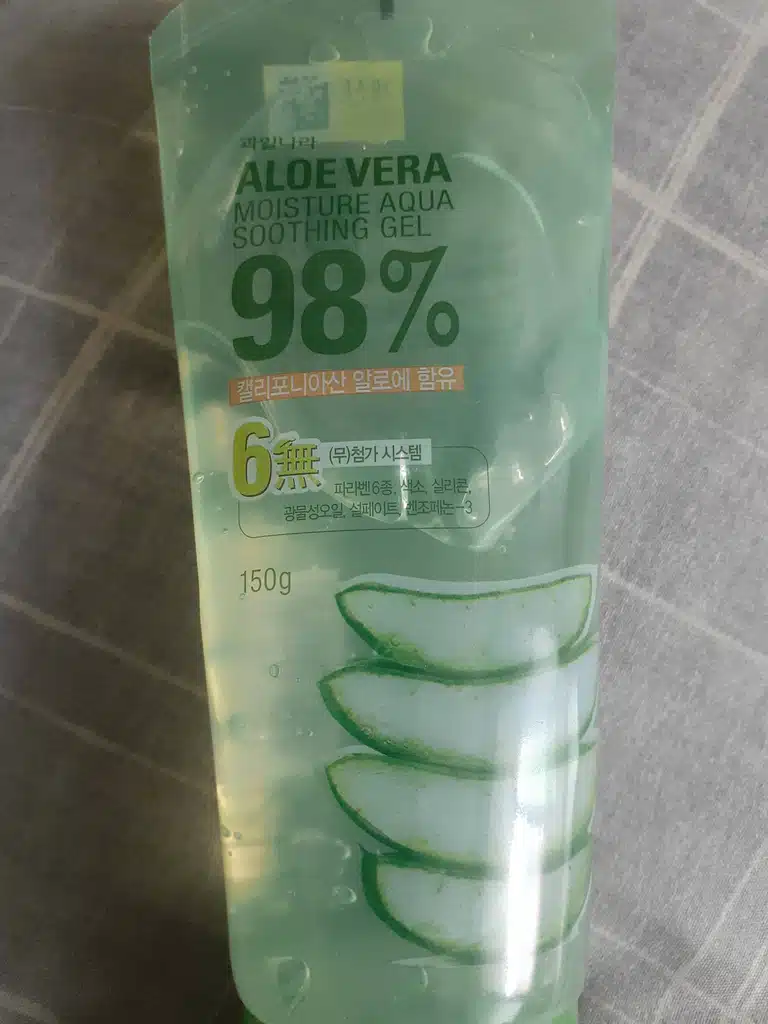 과일나라
ALOE VERA
MOISTURE AQUA
SOOTHING GEL
98%
캘리포니아산 알로에 함유
6無 (무)첨가 시스템
파라벤6종, 색소, 실리콘,
광물성오일, 설페이트, 벤조페논-3
150g